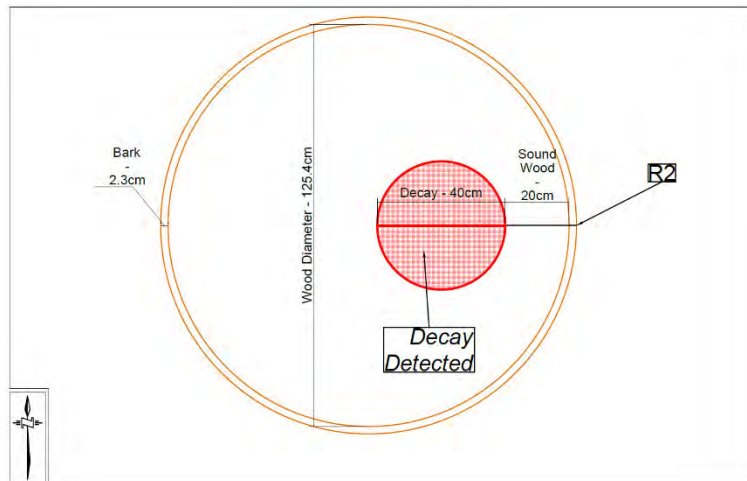 Bark
-
2.3cm
Wood Diameter - 125.4cm
Decay - 40cm
Sound
Wood
-
20cm
R2
Decay
Detected